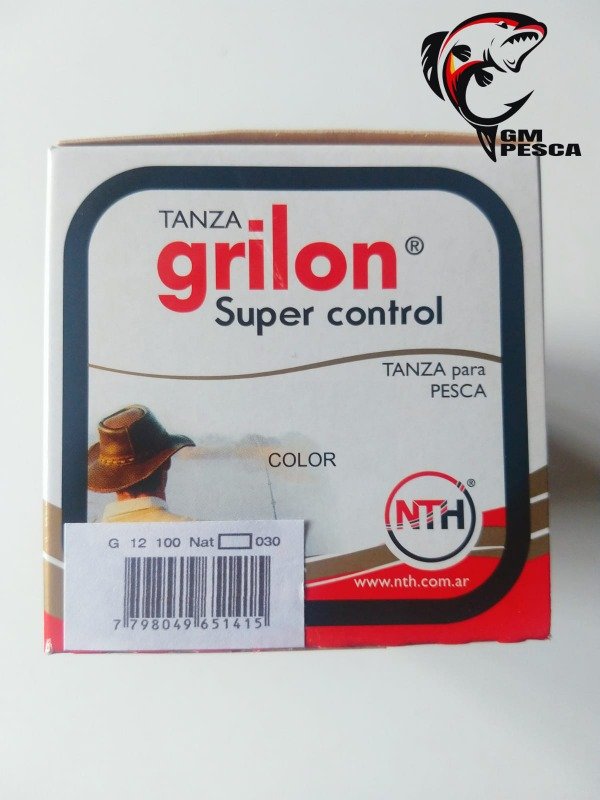 GM
PESCA
TANZA
grilon®
Super control
TANZA para
PESCA
COLOR
NTH®
www.nth.com.ar
G 12 100 Nat 030
7 798049 651415